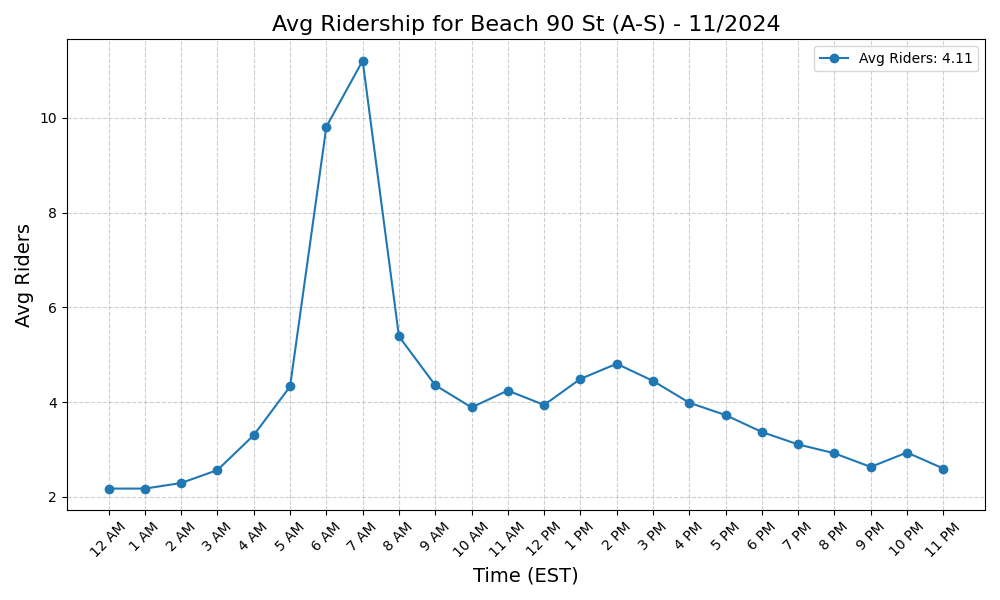 Avg Ridership for Beach 90 St (A-S) - 11/2024
Avg Riders: 4.11
Avg Riders
10
8
6
4
2
12 AM
1 AM
2 AM
3 AM
4 AM
5 AM
6 AM
7 AM
8 AM
9 AM
10 AM
11 AM
12 PM
1 PM
2 PM
3 PM
4 PM
5 PM
6 PM
7 PM
8 PM
9 PM
10 PM
11 PM
Time (EST)